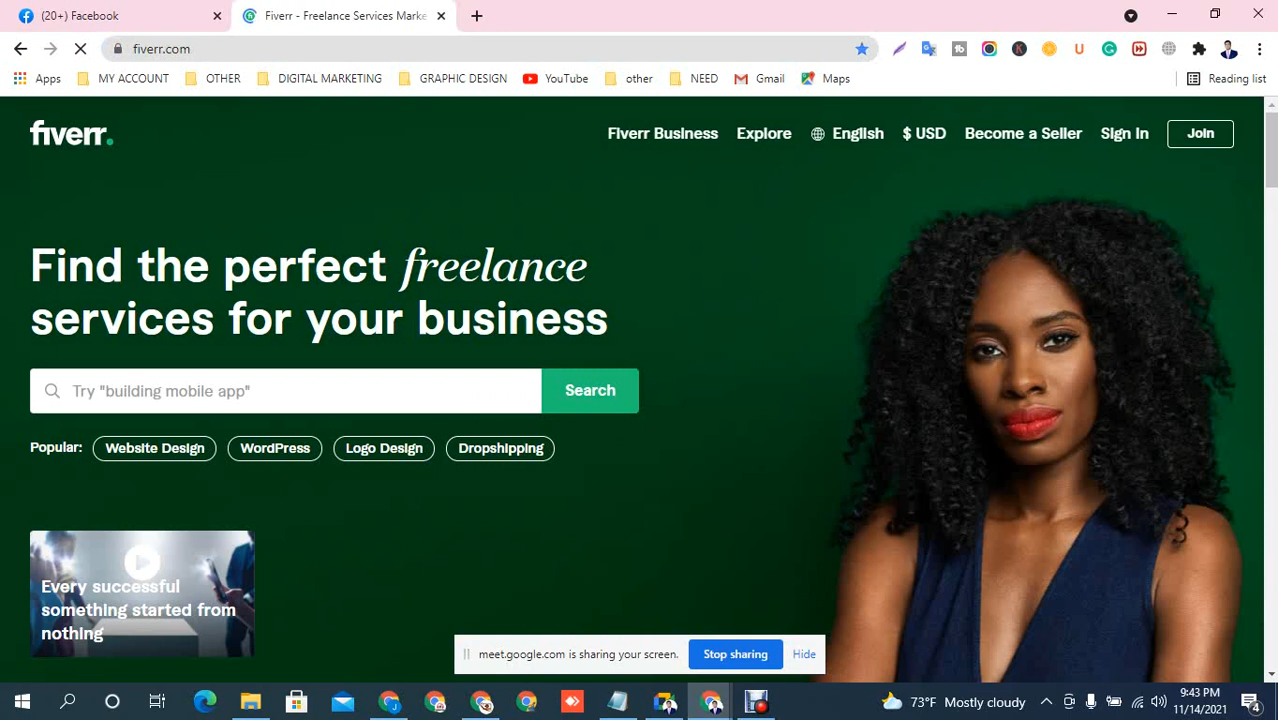 (20+) Facebook
Fiverr - Freelance Services Marke
fiverr.com
Apps MY ACCOUNT OTHER DIGITAL MARKETING GRAPHIC DESIGN YouTube other NEED Gmail Maps Reading list
fiverr.
Fiverr Business Explore English $ USD Become a Seller Sign In Join
Find the perfect freelance
services for your business
Try "building mobile app" Search
Popular: Website Design WordPress Logo Design Dropshipping
Every successful
something started from
nothing
meet.google.com is sharing your screen. Stop sharing Hide
73°F Mostly cloudy
9:43 PM
11/14/2021
4